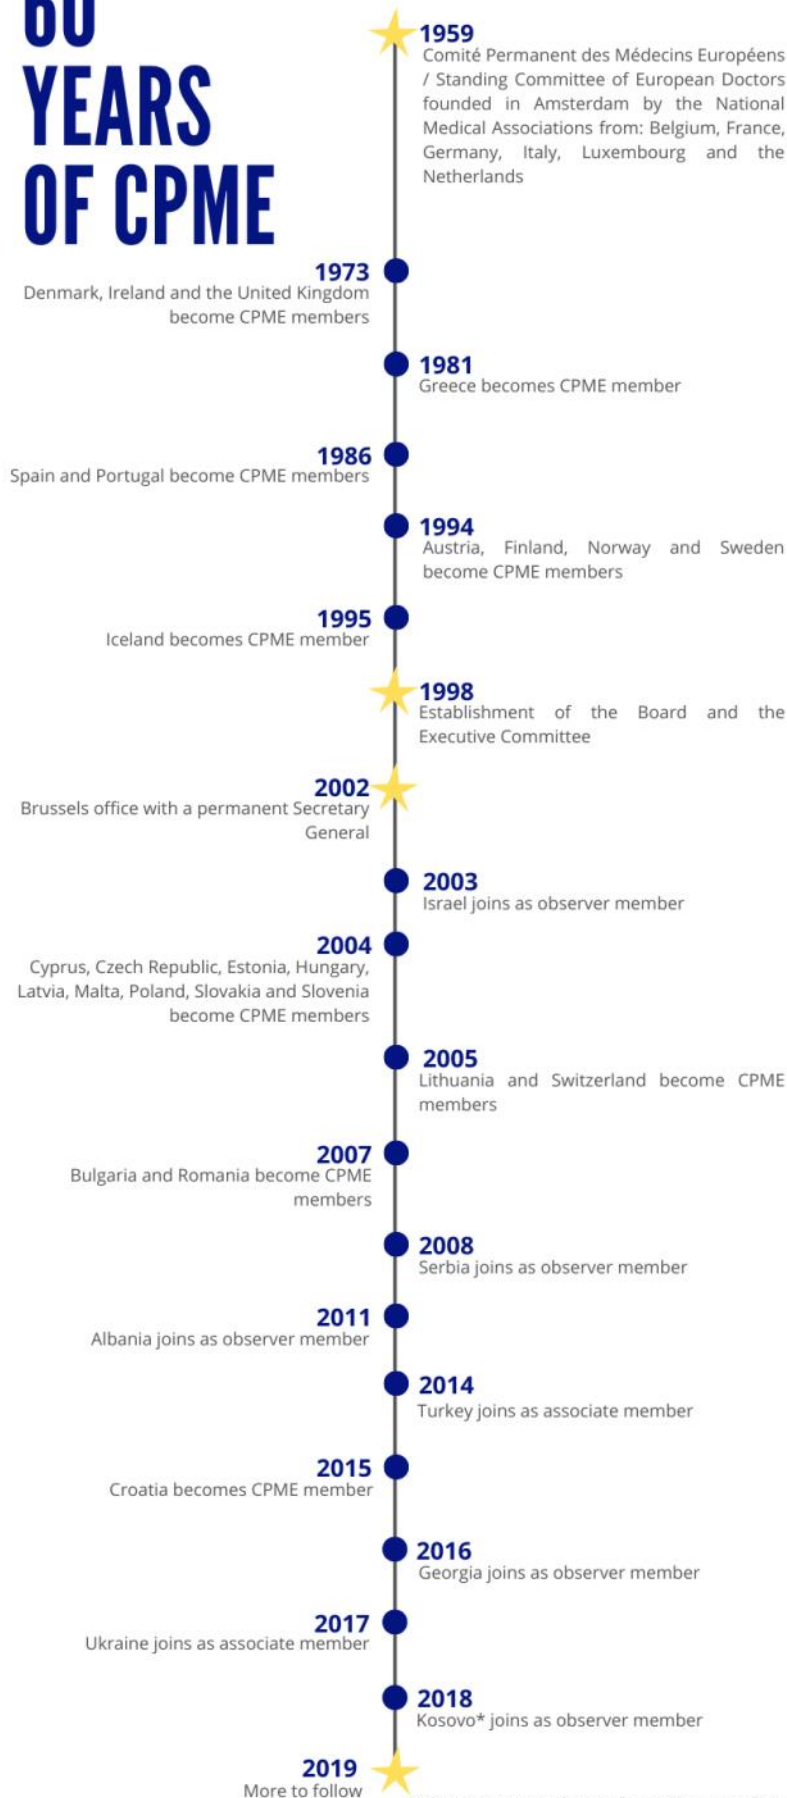 60
YEARS
OF CPME
1959
Comité Permanent des Médecins Européens
/ Standing Committee of European Doctors
founded in Amsterdam by the National
Medical Associations from: Belgium, France,
Germany, Italy, Luxembourg and the
Netherlands
1973
Denmark, Ireland and the United Kingdom
become CPME members
1981
Greece becomes CPME member
1986
Spain and Portugal become CPME members
1994
Austria, Finland, Norway and Sweden
become CPME members
1995
Iceland becomes CPME member
1998
Establishment of the Board and the
Executive Committee
2002
Brussels office with a permanent Secretary
General
2003
Israel joins as observer member
2004
Cyprus, Czech Republic, Estonia, Hungary,
Latvia, Malta, Poland, Slovakia and Slovenia
become CPME members
2005
Lithuania and Switzerland become CPME
members
2007
Bulgaria and Romania become CPME
members
2008
Serbia joins as observer member
2011
Albania joins as observer member
2014
Turkey joins as associate member
2015
Croatia becomes CPME member
2016
Georgia joins as observer member
2017
Ukraine joins as associate member
2018
Kosovo* joins as observer member
2019
More to follow